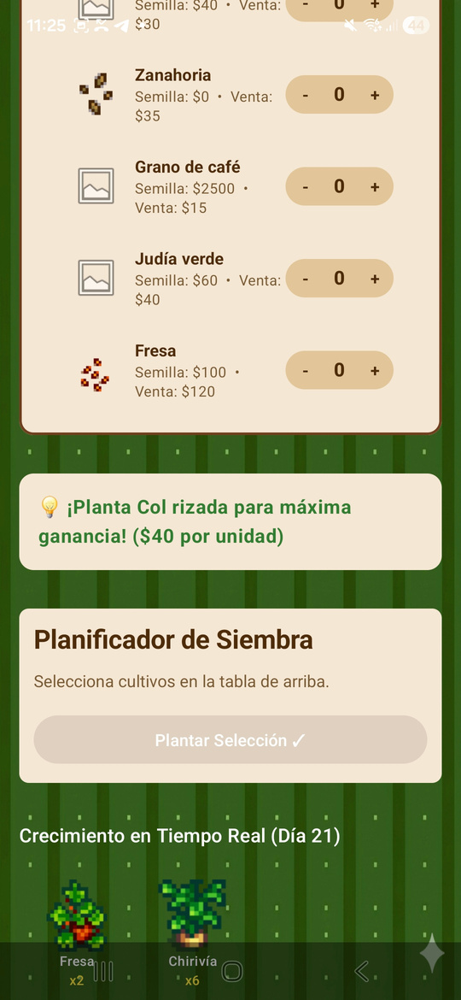 Semilla: $40 • Venta:
$30
- 0 +
11:25
44
Zanahoria
Semilla: $0 • Venta:
$35
- 0 +
Grano de café
Semilla: $2500 •
Venta: $15
- 0 +
Judía verde
Semilla: $60 • Venta:
$40
- 0 +
Fresa
Semilla: $100 •
Venta: $120
- 0 +
💡 ¡Planta Col rizada para máxima
ganancia! ($40 por unidad)
Planificador de Siembra
Selecciona cultivos en la tabla de arriba.
Plantar Selección ✓
Crecimiento en Tiempo Real (Día 21)
Fresa
x2
Chirivía
x6